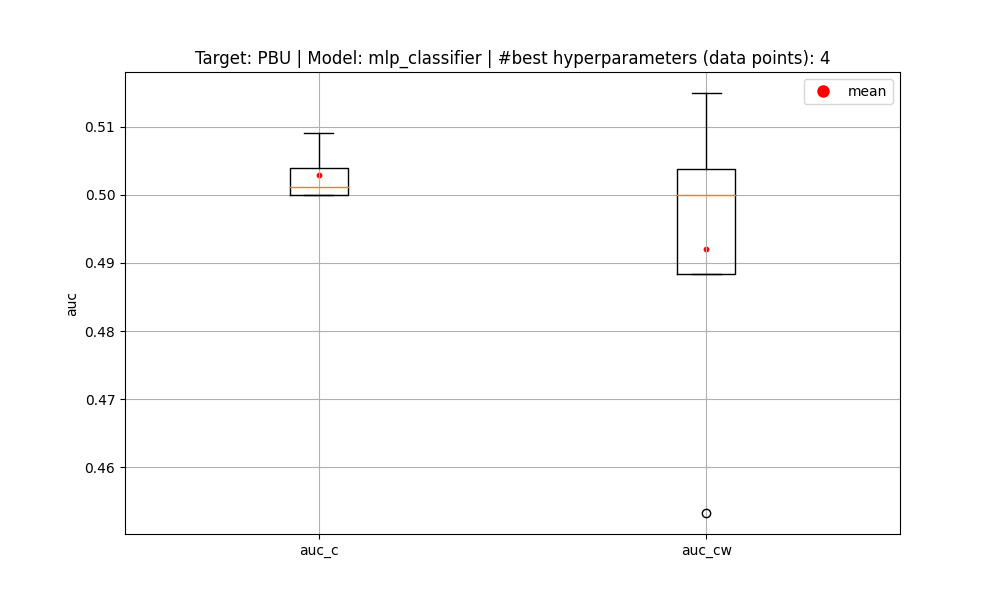 Target: PBU | Model: mlp_classifier | #best hyperparameters (data points): 4
mean
0.51
0.50
0.49
0.48
0.47
0.46
auc
auc_c
auc_cw